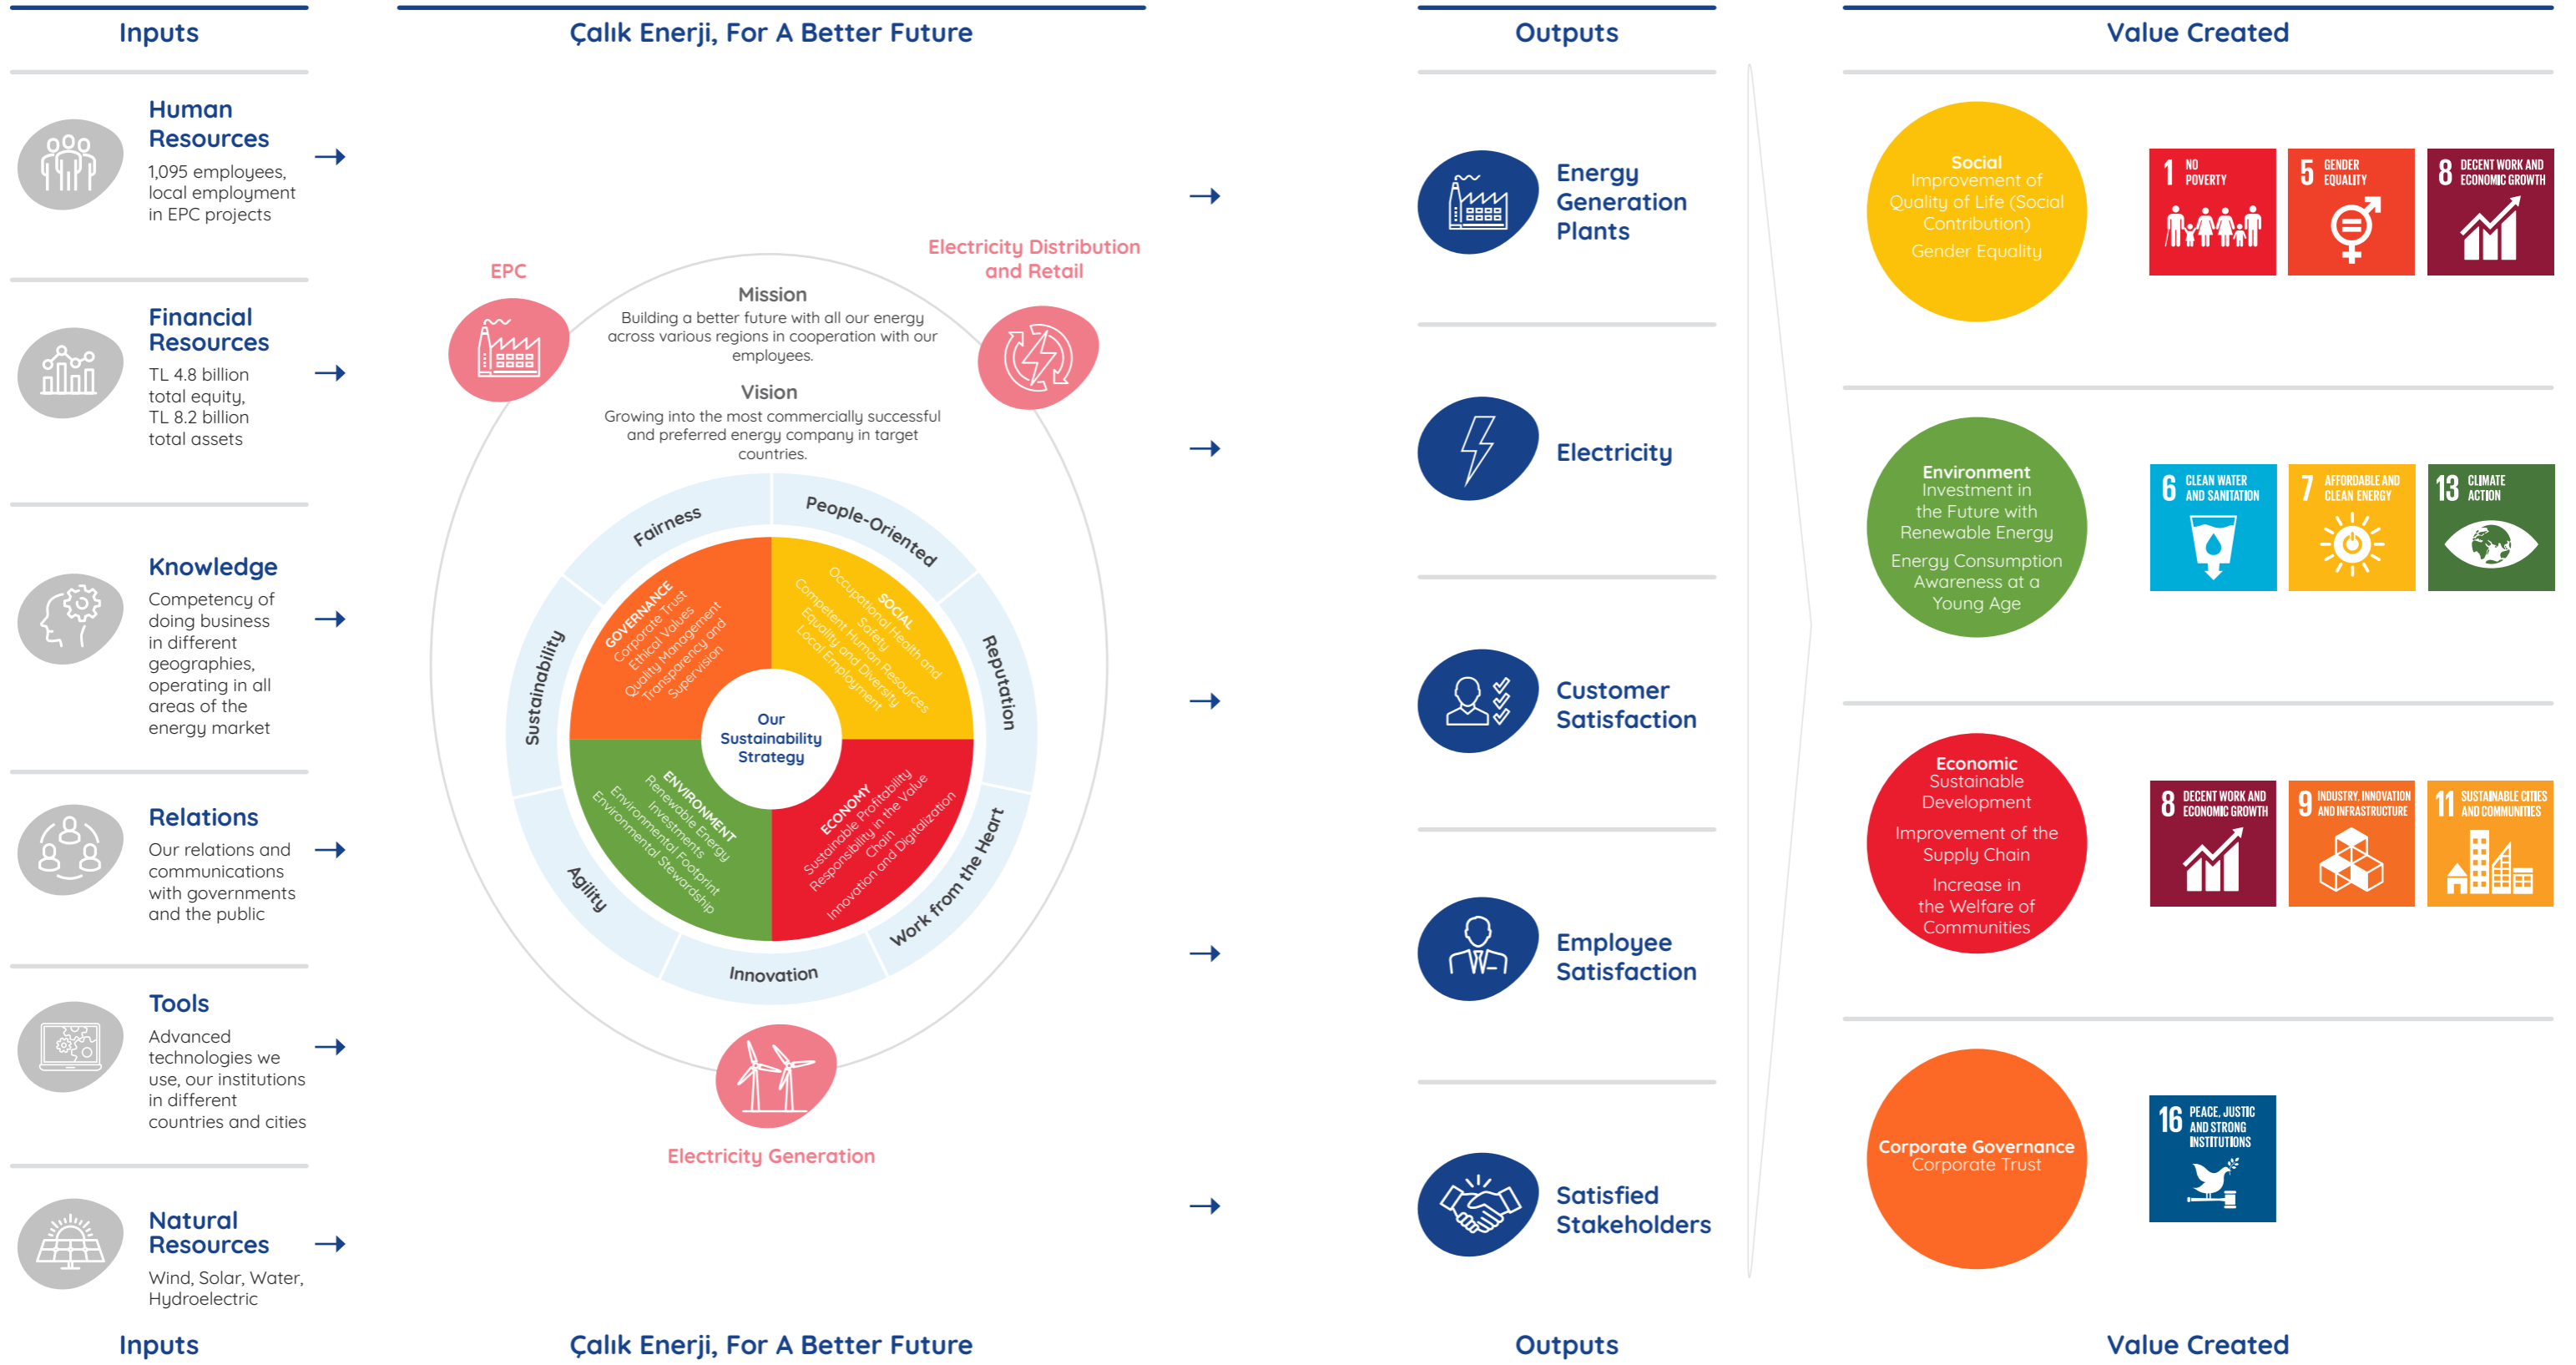 Inputs
Çalık Enerji, For A Better Future
Outputs
Value Created
Human
Resources
1,095 employees,
local employment
in EPC projects
Financial
Resources
TL 4.8 billion
total equity,
TL 8.2 billion
total assets
Knowledge
Competency of
doing business
in different
geographies,
operating in all
areas of the
energy market
Relations
Our relations and
communications
with governments
and the public
Tools
Advanced
technologies we
use, our institutions
in different
countries and cities
Natural
Resources
Wind, Solar, Water,
Hydroelectric
EPC
Electricity Distribution
and Retail
Mission
Building a better future with all our energy
across various regions in cooperation with our
employees.
Vision
Growing into the most commercially successful
and preferred energy company in target
countries.
Fairness
People-Oriented
Reputation
Work from the Heart
Innovation
Agility
Sustainability
GOVERNANCE
Corporate Trust
Ethical Values
Quality Management
Transparency and
Supervision
SOCIAL
Occupational Health and
Safety
Competent Human Resources
Equality and Diversity
Local Employment
Our
Sustainability
Strategy
ENVIRONMENT
Renewable Energy
Investments
Environmental Footprint
Environmental Stewardship
ECONOMY
Sustainable Profitability
Responsibility in the Value
Chain
Innovation and Digitalization
Electricity Generation
Energy
Generation
Plants
Electricity
Customer
Satisfaction
Employee
Satisfaction
Satisfied
Stakeholders
Social
Improvement of
Quality of Life (Social
Contribution)
Gender Equality
1 NO
POVERTY
5 GENDER
EQUALITY
8 DECENT WORK AND
ECONOMIC GROWTH
Environment
Investment in
the Future with
Renewable Energy
Energy Consumption
Awareness at a
Young Age
6 CLEAN WATER
AND SANITATION
7 AFFORDABLE AND
CLEAN ENERGY
13 CLIMATE
ACTION
Economic
Sustainable
Development
Improvement of the
Supply Chain
Increase in
the Welfare of
Communities
8 DECENT WORK AND
ECONOMIC GROWTH
9 INDUSTRY, INNOVATION
AND INFRASTRUCTURE
11 SUSTAINABLE CITIES
AND COMMUNITIES
Corporate Governance
Corporate Trust
16 PEACE, JUSTIC
AND STRONG
INSTITUTIONS
Inputs
Çalık Enerji, For A Better Future
Outputs
Value Created